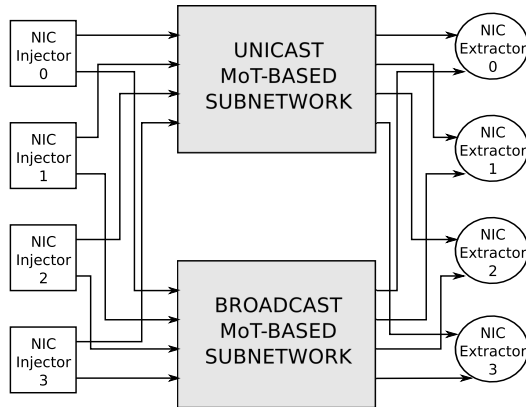 NIC
Injector
0
UNICAST
MoT-BASED
SUBNETWORK
NIC
Extractor
0
NIC
Injector
1
NIC
Extractor
1
NIC
Injector
2
NIC
Extractor
2
BROADCAST
MoT-BASED
SUBNETWORK
NIC
Injector
3
NIC
Extractor
3